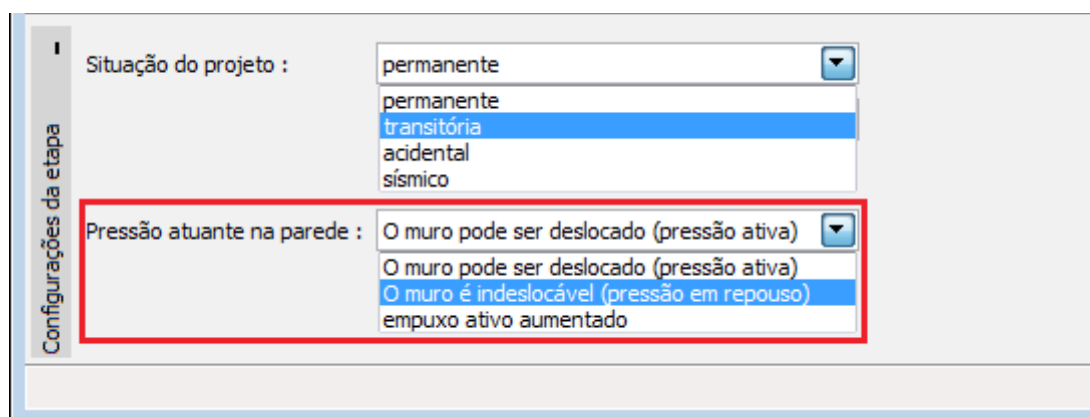 Configurações da etapa
Situação do projeto : permanente
permanente
transitória
acidental
sísmico
Pressão atuante na parede : O muro pode ser deslocado (pressão ativa)
O muro pode ser deslocado (pressão ativa)
O muro é indeslocável (pressão em repouso)
empuxo ativo aumentado